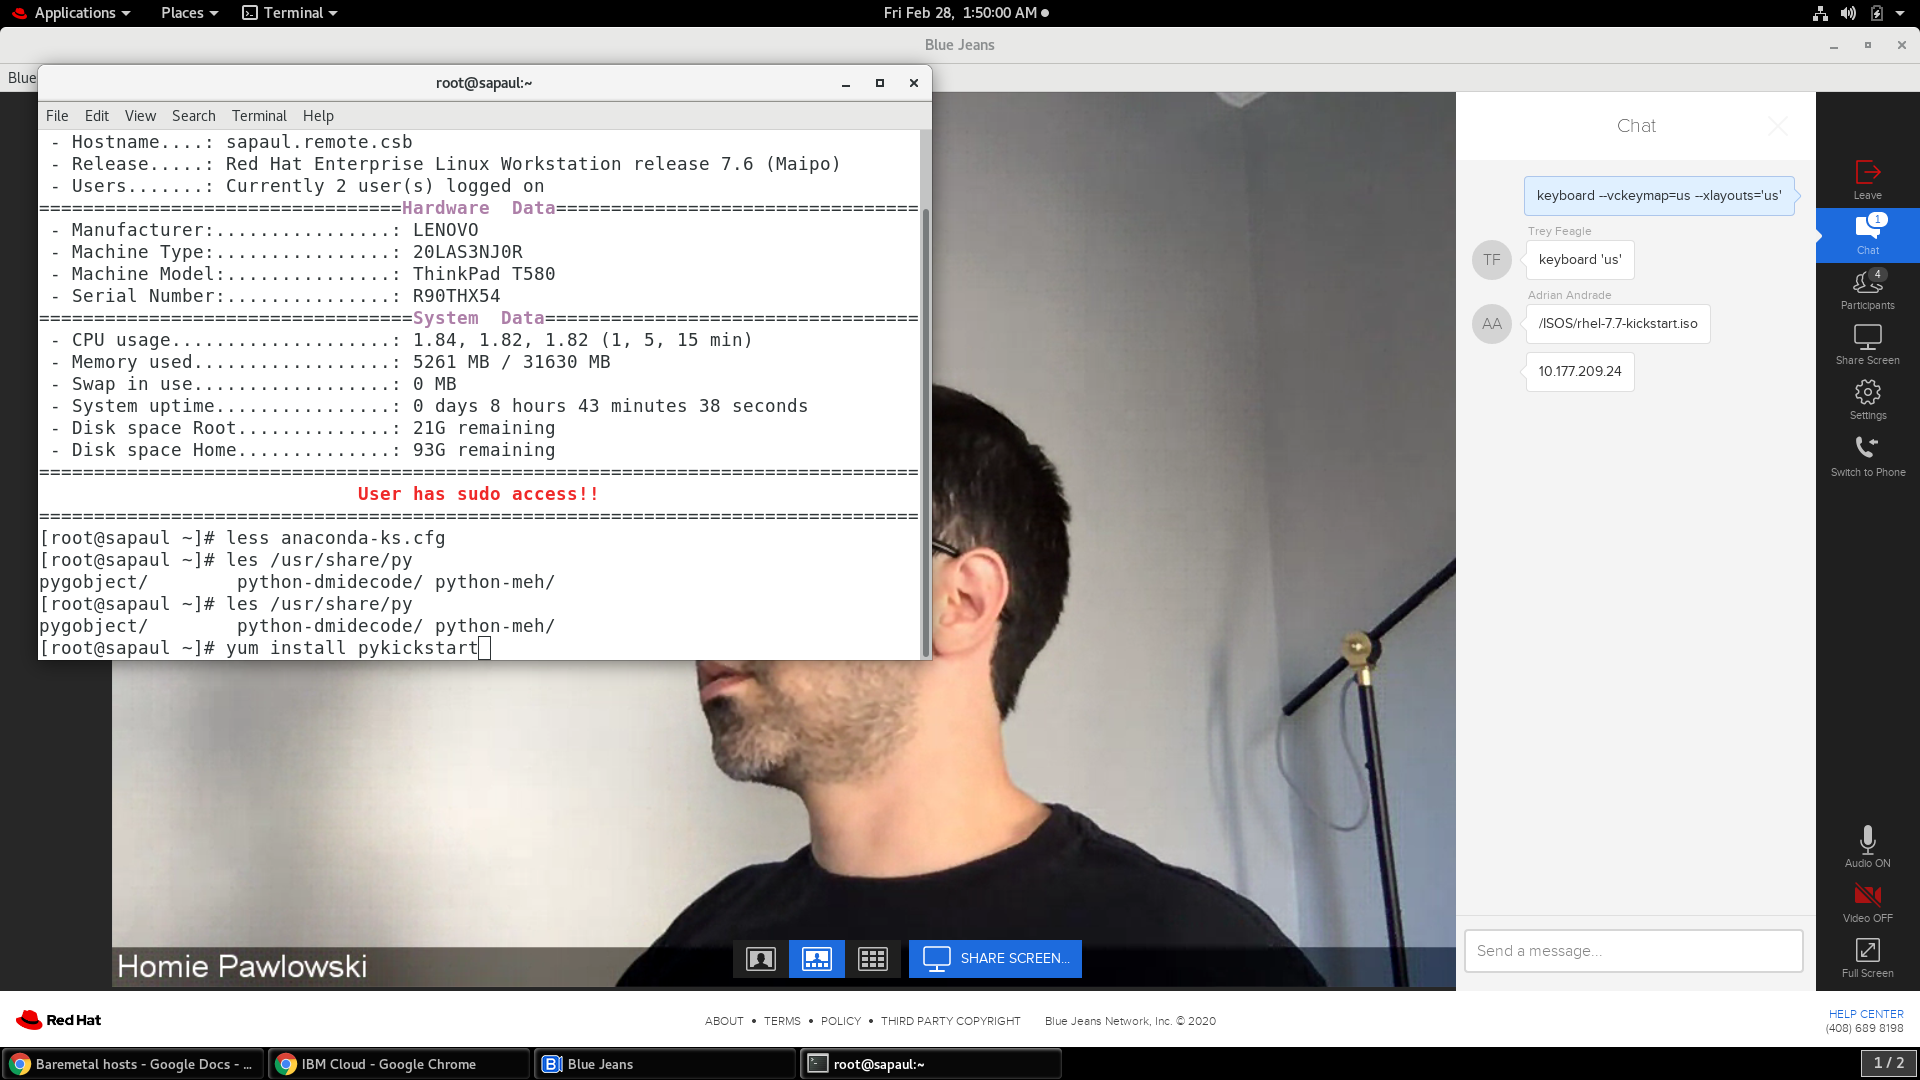 Applications Places Terminal Fri Feb 28, 1:50:00 AM
Blue Jeans
Blue
root@sapaul:~
File Edit View Search Terminal Help
- Hostname....: sapaul.remote.csb
- Release.....: Red Hat Enterprise Linux Workstation release 7.6 (Maipo)
- Users.......: Currently 2 user(s) logged on
=================================Hardware  Data=================================
- Manufacturer:................: LENOVO
- Machine Type:................: 20LAS3NJ0R
- Machine Model:...............: ThinkPad T580
- Serial Number:...............: R90THX54
==================================System  Data==================================
- CPU usage....................: 1.84, 1.82, 1.82 (1, 5, 15 min)
- Memory used..................: 5261 MB / 31630 MB
- Swap in use..................: 0 MB
- System uptime................: 0 days 8 hours 43 minutes 38 seconds
- Disk space Root..............: 21G remaining
- Disk space Home..............: 93G remaining
================================================================================
User has sudo access!!
================================================================================
[root@sapaul ~]# less anaconda-ks.cfg
[root@sapaul ~]# les /usr/share/py
pygobject/        python-dmidecode/ python-meh/
[root@sapaul ~]# les /usr/share/py
pygobject/        python-dmidecode/ python-meh/
[root@sapaul ~]# yum install pykickstart
Homie Pawlowski
SHARE SCREEN...
Chat
keyboard --vckeymap=us --xlayouts='us'
Trey Feagle
TF keyboard 'us'
Adrian Andrade
AA /ISOS/rhel-7.7-kickstart.iso
10.177.209.24
Send a message...
Leave
1
Chat
4
Participants
Share Screen
Settings
Switch to Phone
Audio ON
Video OFF
Full Screen
Red Hat
ABOUT • TERMS • POLICY • THIRD PARTY COPYRIGHT Blue Jeans Network, Inc. © 2020
HELP CENTER
(408) 689 8198
Baremetal hosts - Google Docs - ... IBM Cloud - Google Chrome B Blue Jeans root@sapaul:~ 1 / 2